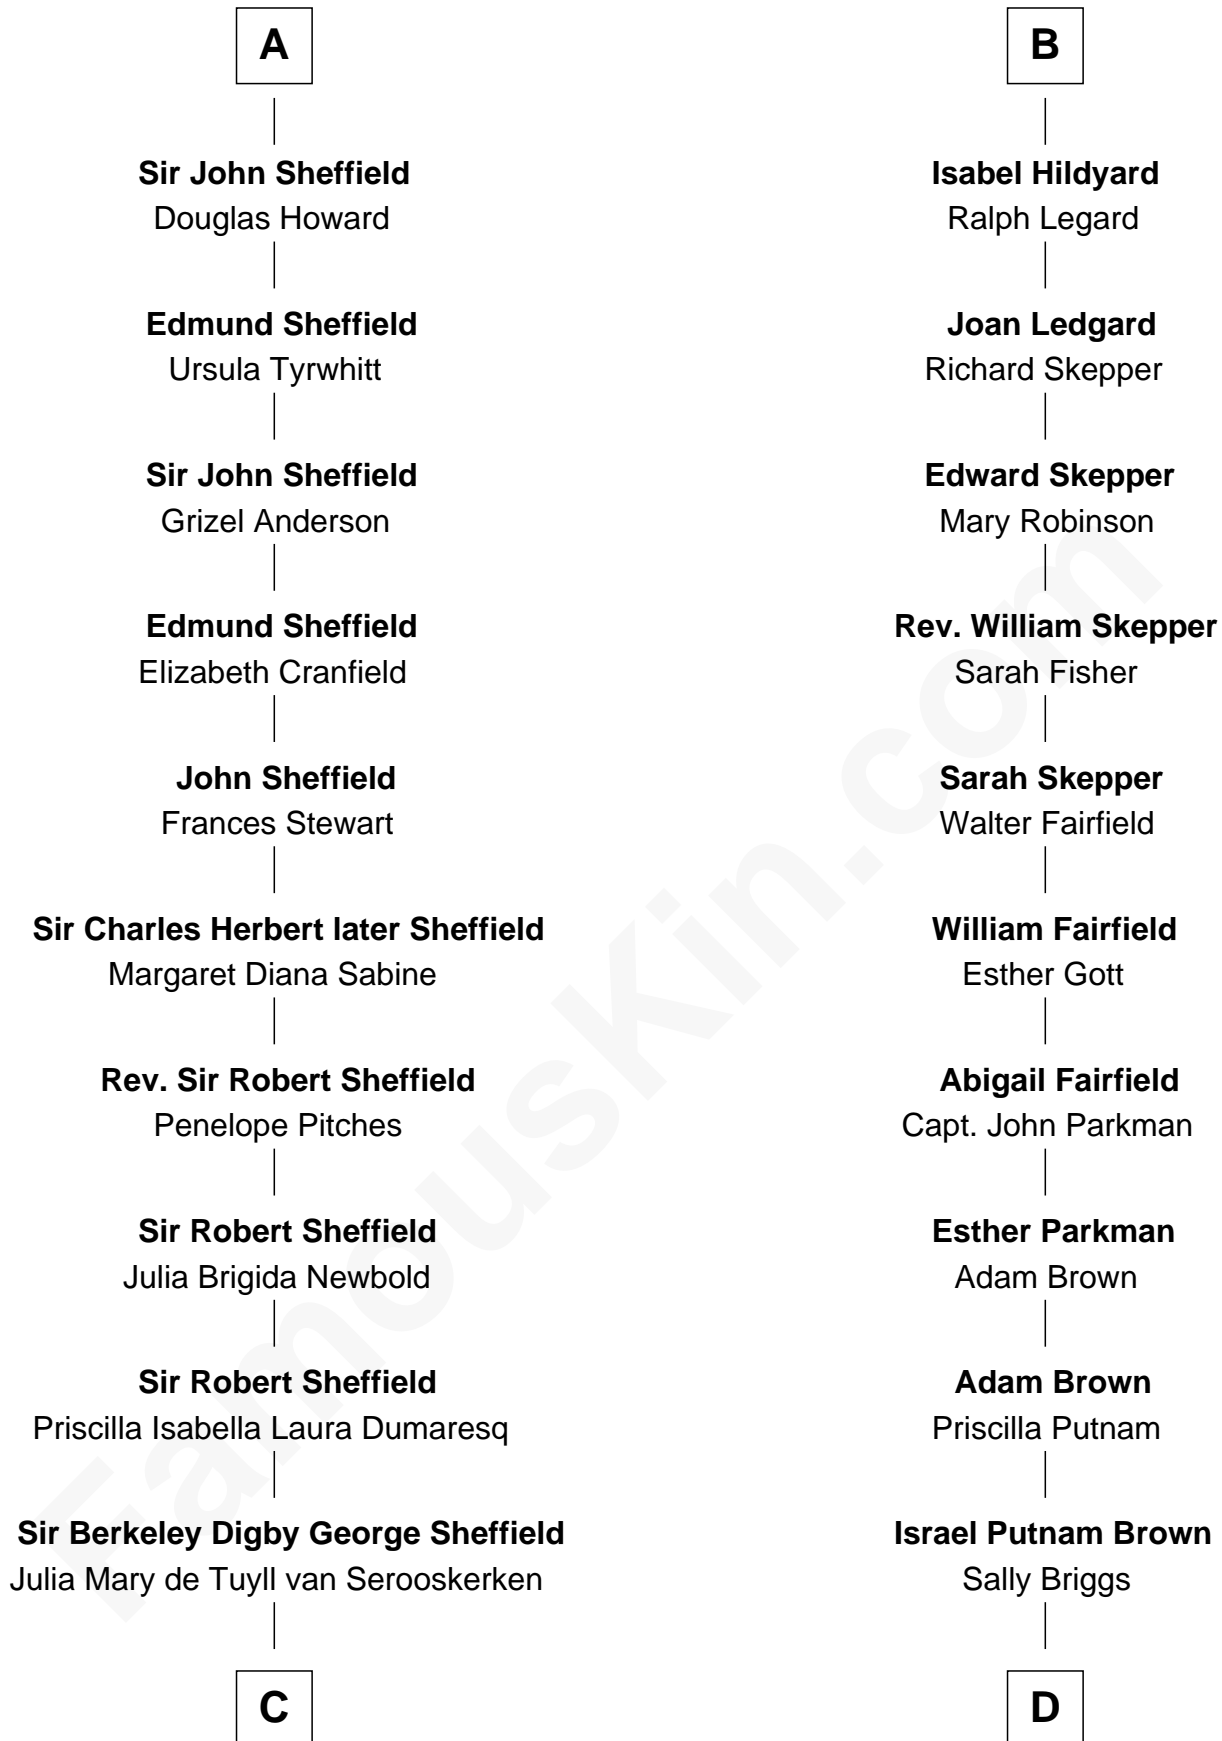 A
Sir John Sheffield
Douglas Howard
Edmund Sheffield
Ursula Tyrwhitt
Sir John Sheffield
Grizel Anderson
Edmund Sheffield
Elizabeth Cranfield
John Sheffield
Frances Stewart
Sir Charles Herbert later Sheffield
Margaret Diana Sabine
Rev. Sir Robert Sheffield
Penelope Pitches
Sir Robert Sheffield
Julia Brigida Newbold
Sir Robert Sheffield
Priscilla Isabella Laura Dumaresq
Sir Berkeley Digby George Sheffield
Julia Mary de Tuyll van Serooskerken
C
B
Isabel Hildyard
Ralph Legard
Joan Ledgard
Richard Skepper
Edward Skepper
Mary Robinson
Rev. William Skepper
Sarah Fisher
Sarah Skepper
Walter Fairfield
William Fairfield
Esther Gott
Abigail Fairfield
Capt. John Parkman
Esther Parkman
Adam Brown
Adam Brown
Priscilla Putnam
Israel Putnam Brown
Sally Briggs
D
FamousKin.com